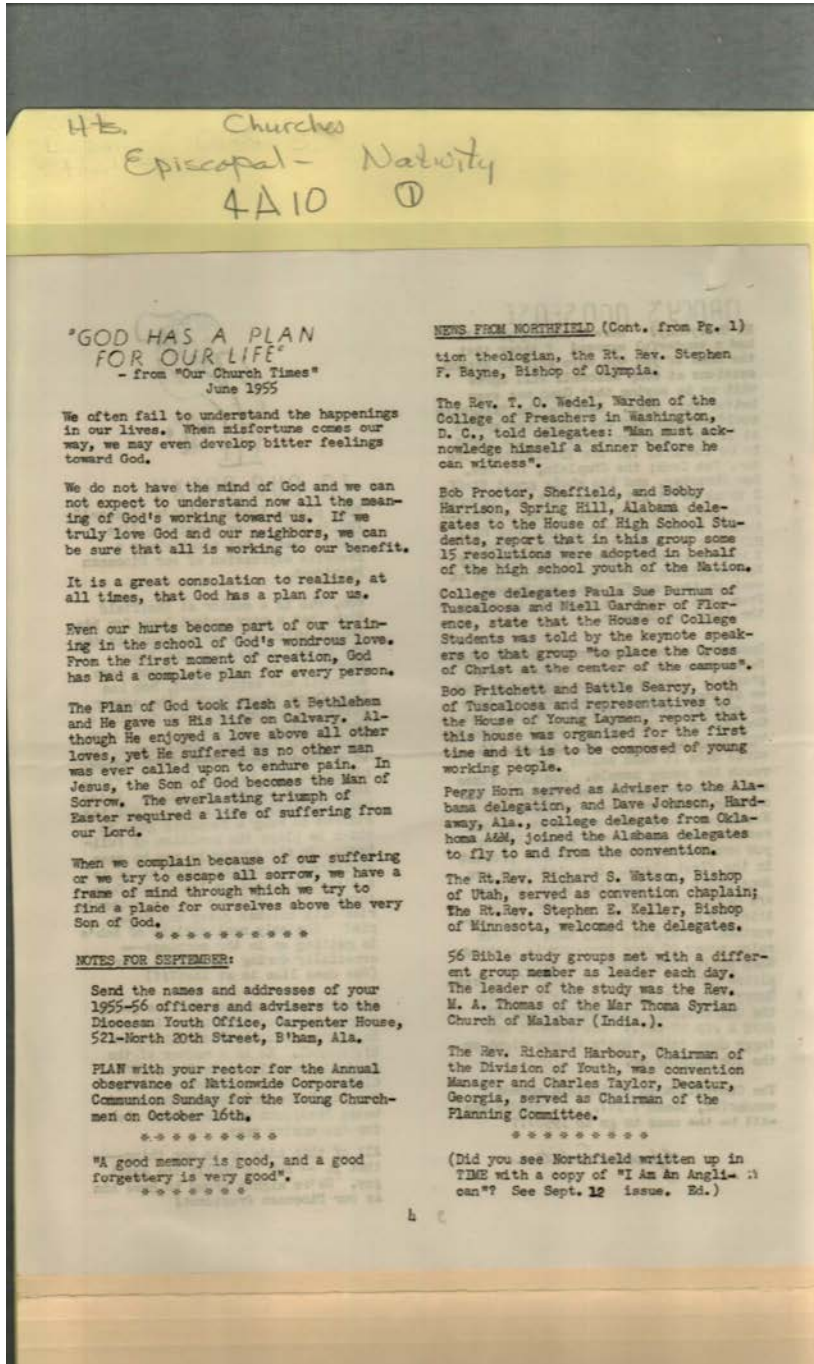 Hts. Churches
Episcopal - Nativity
4A10 ①
"GOD HAS A PLAN
FOR OUR LIFE"
- from "Our Church Times"
June 1955
We often fail to understand the happenings
in our lives. When misfortune comes our
way, we may even develop bitter feelings
toward God.
We do not have the mind of God and we can
not expect to understand now all the mean-
ing of God's working toward us. If we
truly love God and our neighbors, we can
be sure that all is working to our benefit.
It is a great consolation to realize, at
all times, that God has a plan for us.
Even our hurts become part of our train-
ing in the school of God's wondrous love.
From the first moment of creation, God
has had a complete plan for every person.
The Plan of God took flesh at Bethlehem
and He gave us His life on Calvary. Al-
though He enjoyed a love above all other
loves, yet He suffered as no other man
was ever called upon to endure pain. In
Jesus, the Son of God becomes the Man of
Sorrow. The everlasting triumph of
Easter required a life of suffering from
our Lord.
When we complain because of our suffering
or we try to escape all sorrow, we have a
frame of mind through which we try to
find a place for ourselves above the very
Son of God.
* * * * * * * * * *
NOTES FOR SEPTEMBER:
Send the names and addresses of your
1955-56 officers and advisers to the
Diocesan Youth Office, Carpenter House,
521-North 20th Street, B'ham, Ala.
PLAN with your rector for the Annual
observance of Nationwide Corporate
Communion Sunday for the Young Church-
men on October 16th.
* * * * * * * * *
"A good memory is good, and a good
forgettery is very good".
* * * * * * *
NEWS FROM NORTHFIELD (Cont. from Pg. 1)
tion theologian, the Rt. Rev. Stephen
F. Bayne, Bishop of Olympia.
The Rev. T. O. Wedel, Warden of the
College of Preachers in Washington,
D. C., told delegates: "Man must ack-
nowledge himself a sinner before he
can witness".
Bob Proctor, Sheffield, and Bobby
Harrison, Spring Hill, Alabama dele-
gates to the House of High School Stu-
dents, report that in this group some
15 resolutions were adopted in behalf
of the high school youth of the Nation.
College delegates Paula Sue Burnum of
Tuscaloosa and Niell Gardner of Flor-
ence, state that the House of College
Students was told by the keynote speak-
ers to that group "to place the Cross
of Christ at the center of the campus".
Boo Pritchett and Battle Searcy, both
of Tuscaloosa and representatives to
the House of Young Laymen, report that
this house was organized for the first
time and it is to be composed of young
working people.
Peggy Horn served as Adviser to the Ala-
bama delegation, and Dave Johnson, Hard-
away, Ala., college delegate from Okla-
homa A&M, joined the Alabama delegates
to fly to and from the convention.
The Rt.Rev. Richard S. Watson, Bishop
of Utah, served as convention chaplain;
the Rt.Rev. Stephen E. Keller, Bishop
of Minnesota, welcomed the delegates.
56 Bible study groups met with a differ-
ent group member as leader each day.
The leader of the study was the Rev.
M. A. Thomas of the Mar Thoma Syrian
Church of Malabar (India.).
The Rev. Richard Harbour, Chairman of
the Division of Youth, was convention
Manager and Charles Taylor, Decatur,
Georgia, served as Chairman of the
Planning Committee.
* * * * * * * * *
(Did you see Northfield written up in
TIME with a copy of "I Am An Angli-
can"? See Sept. 12 issue. Ed.)
4